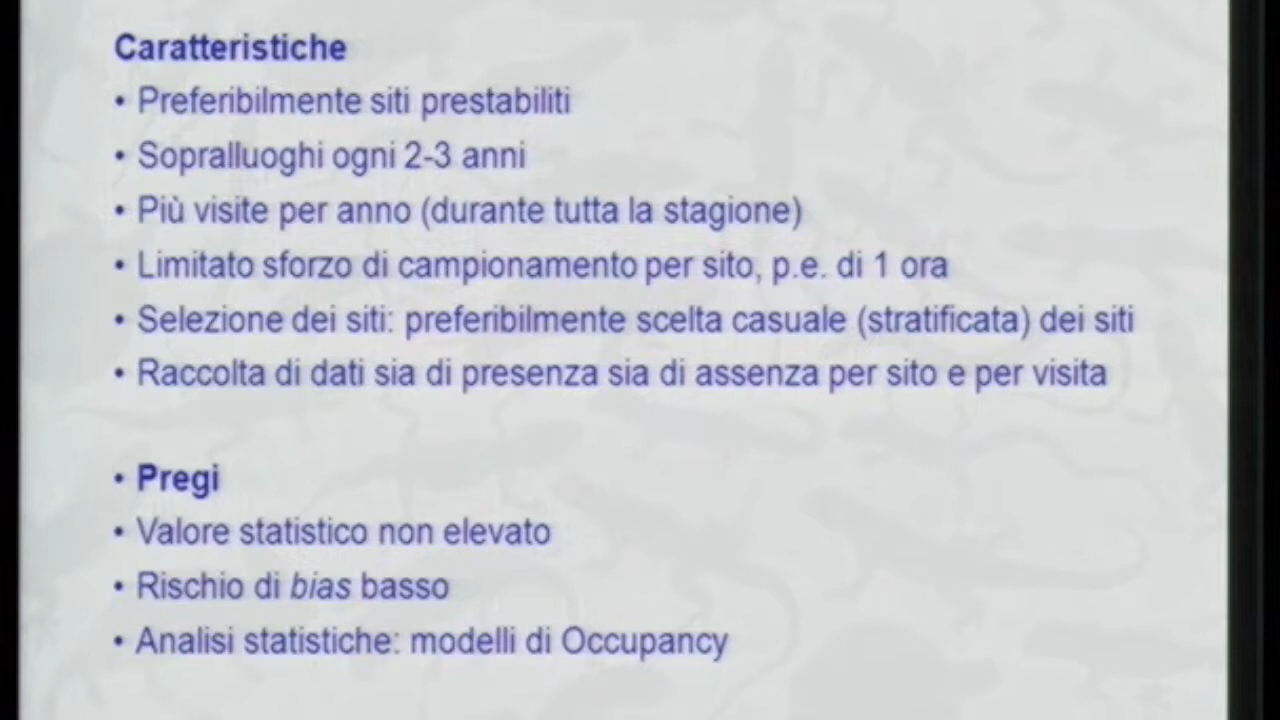 Caratteristiche
• Preferibilmente siti prestabiliti
• Sopralluoghi ogni 2-3 anni
• Più visite per anno (durante tutta la stagione)
• Limitato sforzo di campionamento per sito, p.e. di 1 ora
• Selezione dei siti: preferibilmente scelta casuale (stratificata) dei siti
• Raccolta di dati sia di presenza sia di assenza per sito e per visita
• Pregi
• Valore statistico non elevato
• Rischio di bias basso
• Analisi statistiche: modelli di Occupancy